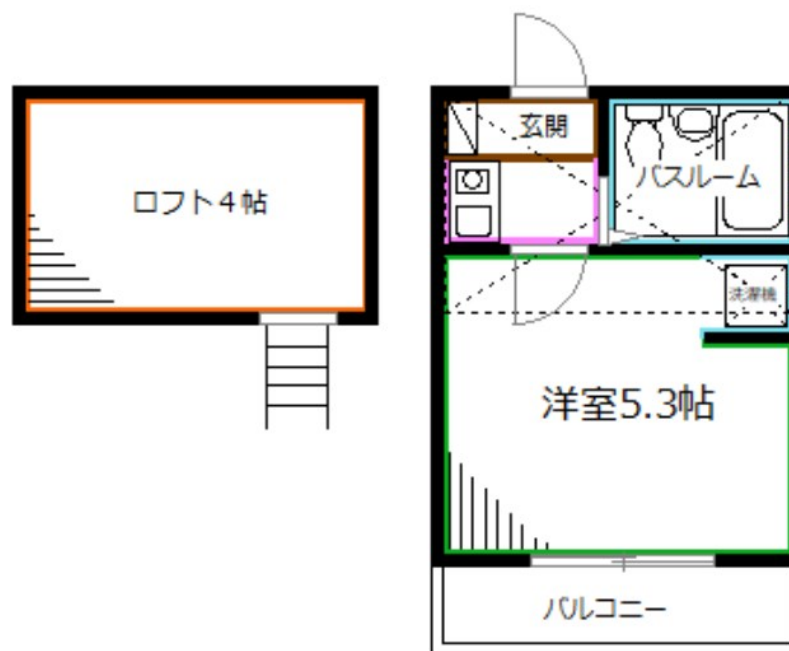 玄関
バスルーム
ロフト4帖
洗濯機
洋室5.3帖
バルコニー